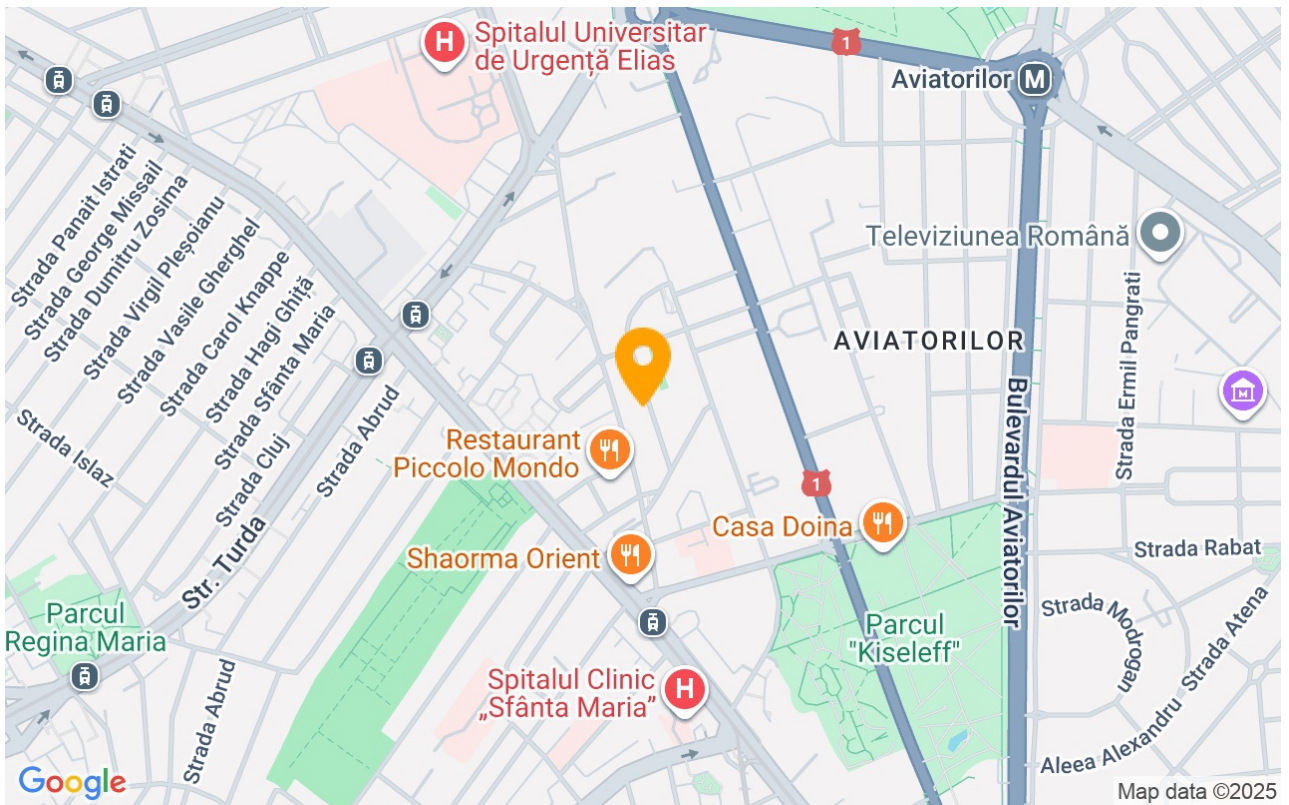 Spitalul Universitar
de Urgență Elias
1
Aviatorilor
M
H
Strada Panait Istrati
Strada George Missail
Strada Dumitru Zosima
Strada Virgil Pleșoianu
Strada Vasile Gherghel
Strada Carol Knappe
Strada Hagi Ghiță
Strada Sfânta Maria
Strada Cluj
Strada Islaz
Strada Abrud
Str. Turda
Televiziunea Română
AVIATORILOR
Strada Ermil Pangrati
Bulevardul Aviatorilor
M
Restaurant
Piccolo Mondo
1
Casa Doina
Shaorma Orient
Strada Rabat
Strada Modrogan
Strada Atena
Aleea Alexandru
Parcul
Regina Maria
Parcul
"Kiseleff"
Strada Abrud
Spitalul Clinic
„Sfânta Maria”
H
Google
Map data ©2025